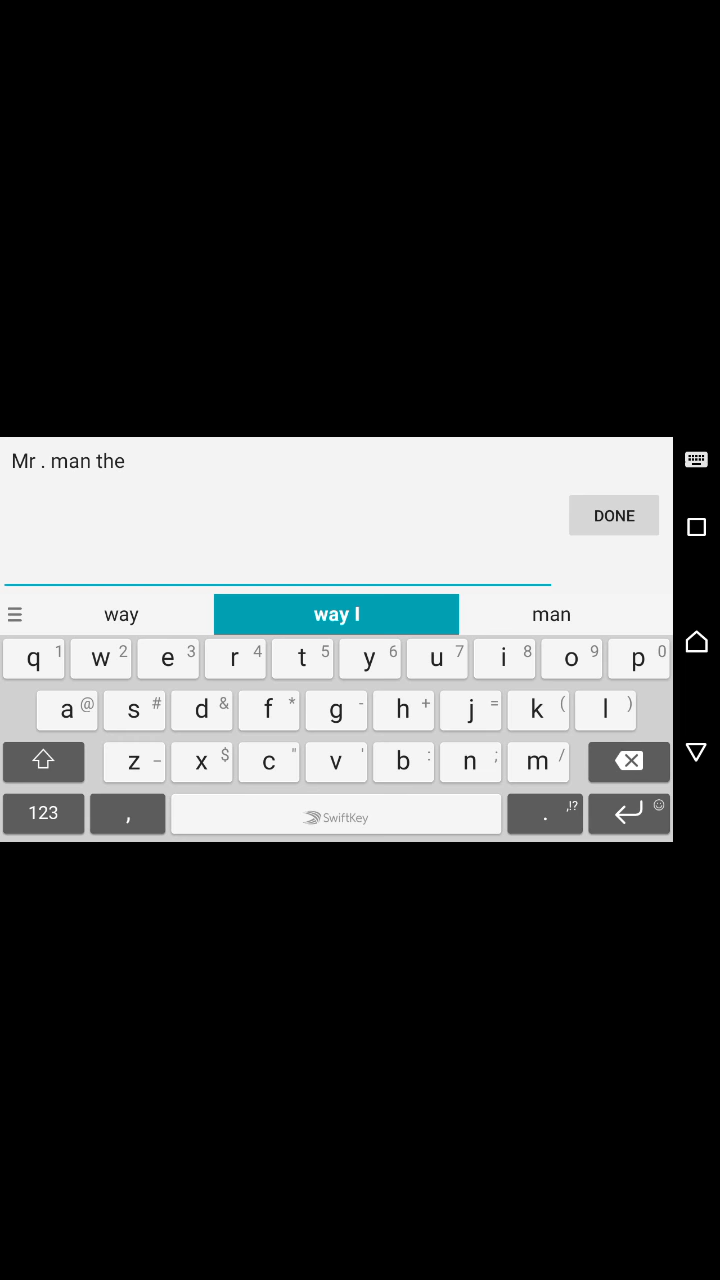 Mr . man the
DONE
way way I man
q 1 w 2 e 3 r 4 t 5 y 6 u 7 i 8 o 9 p 0
a @ s # d & f * g - h + j = k ( l )
z _ x $ c " v ' b : n ; m /
123 , SwiftKey . ,!?